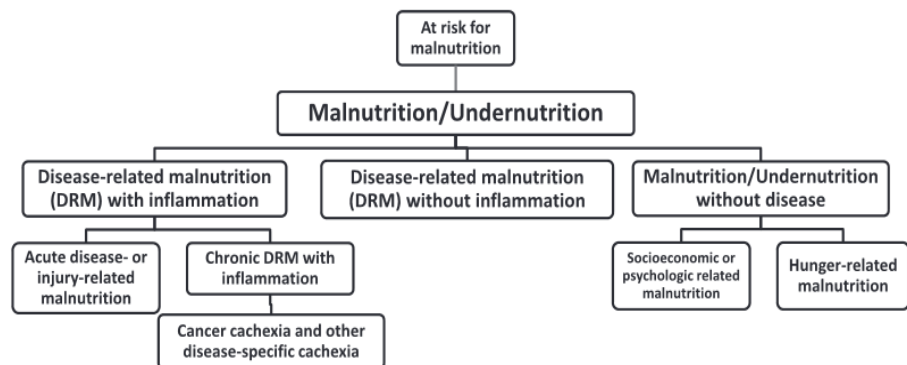 At risk for
malnutrition
Malnutrition/Undernutrition
Disease-related malnutrition
(DRM) with inflammation
Disease-related malnutrition
(DRM) without inflammation
Malnutrition/Undernutrition
without disease
Acute disease- or
injury-related
malnutrition
Chronic DRM with
inflammation
Socioeconomic or
psychologic related
malnutrition
Hunger-related
malnutrition
Cancer cachexia and other
disease-specific cachexia